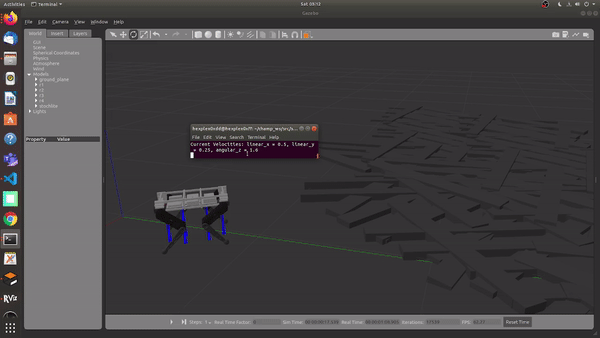 Activities
Terminal
Sat 05:12
Gazebo
File Edit Camera View Window Help
World Insert Layers
GUI
Scene
Spherical Coordinates
Physics
Atmosphere
Wind
Models
ground_plane
Lights
Property Value
File Edit View Search Terminal Help
Current Velocities: linear_x = 0.5, linear_y
= 0.25, angular_z = 1.0
RViz
Steps: 1
Real Time Factor:
Sim Time:
Real Time:
Iterations:
FPS:
Reset Time